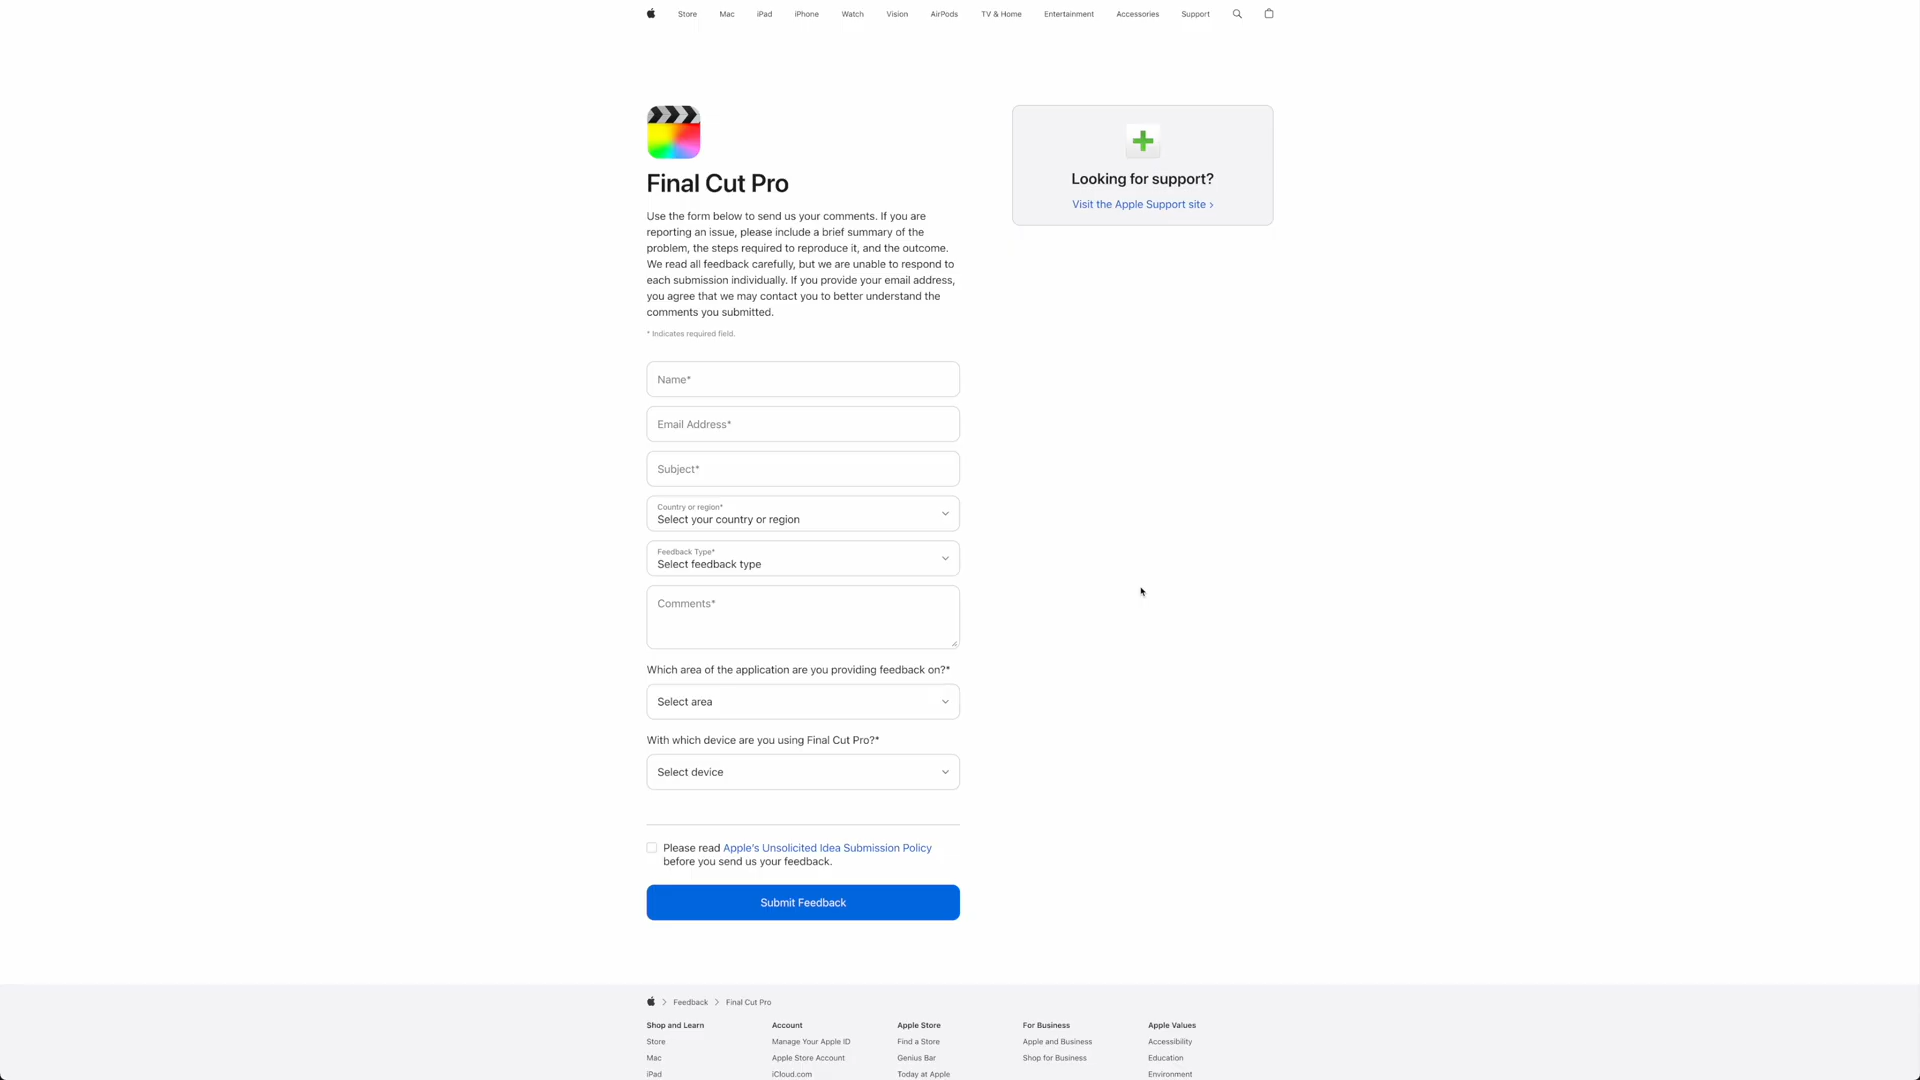 Store Mac iPad iPhone Watch Vision AirPods TV & Home Entertainment Accessories Support
Final Cut Pro
Use the form below to send us your comments. If you are
reporting an issue, please include a brief summary of the
problem, the steps required to reproduce it, and the outcome.
We read all feedback carefully, but we are unable to respond to
each submission individually. If you provide your email address,
you agree that we may contact you to better understand the
comments you submitted.
* Indicates required field.
Looking for support?
Visit the Apple Support site ›
Name*
Email Address*
Subject*
Country or region*
Select your country or region
Feedback Type*
Select feedback type
Comments*
Which area of the application are you providing feedback on?*
Select area
With which device are you using Final Cut Pro?*
Select device
Please read Apple's Unsolicited Idea Submission Policy
before you send us your feedback.
Submit Feedback
Feedback Final Cut Pro
Shop and Learn
Store
Mac
iPad
Account
Manage Your Apple ID
Apple Store Account
iCloud.com
Apple Store
Find a Store
Genius Bar
Today at Apple
For Business
Apple and Business
Shop for Business
Apple Values
Accessibility
Education
Environment